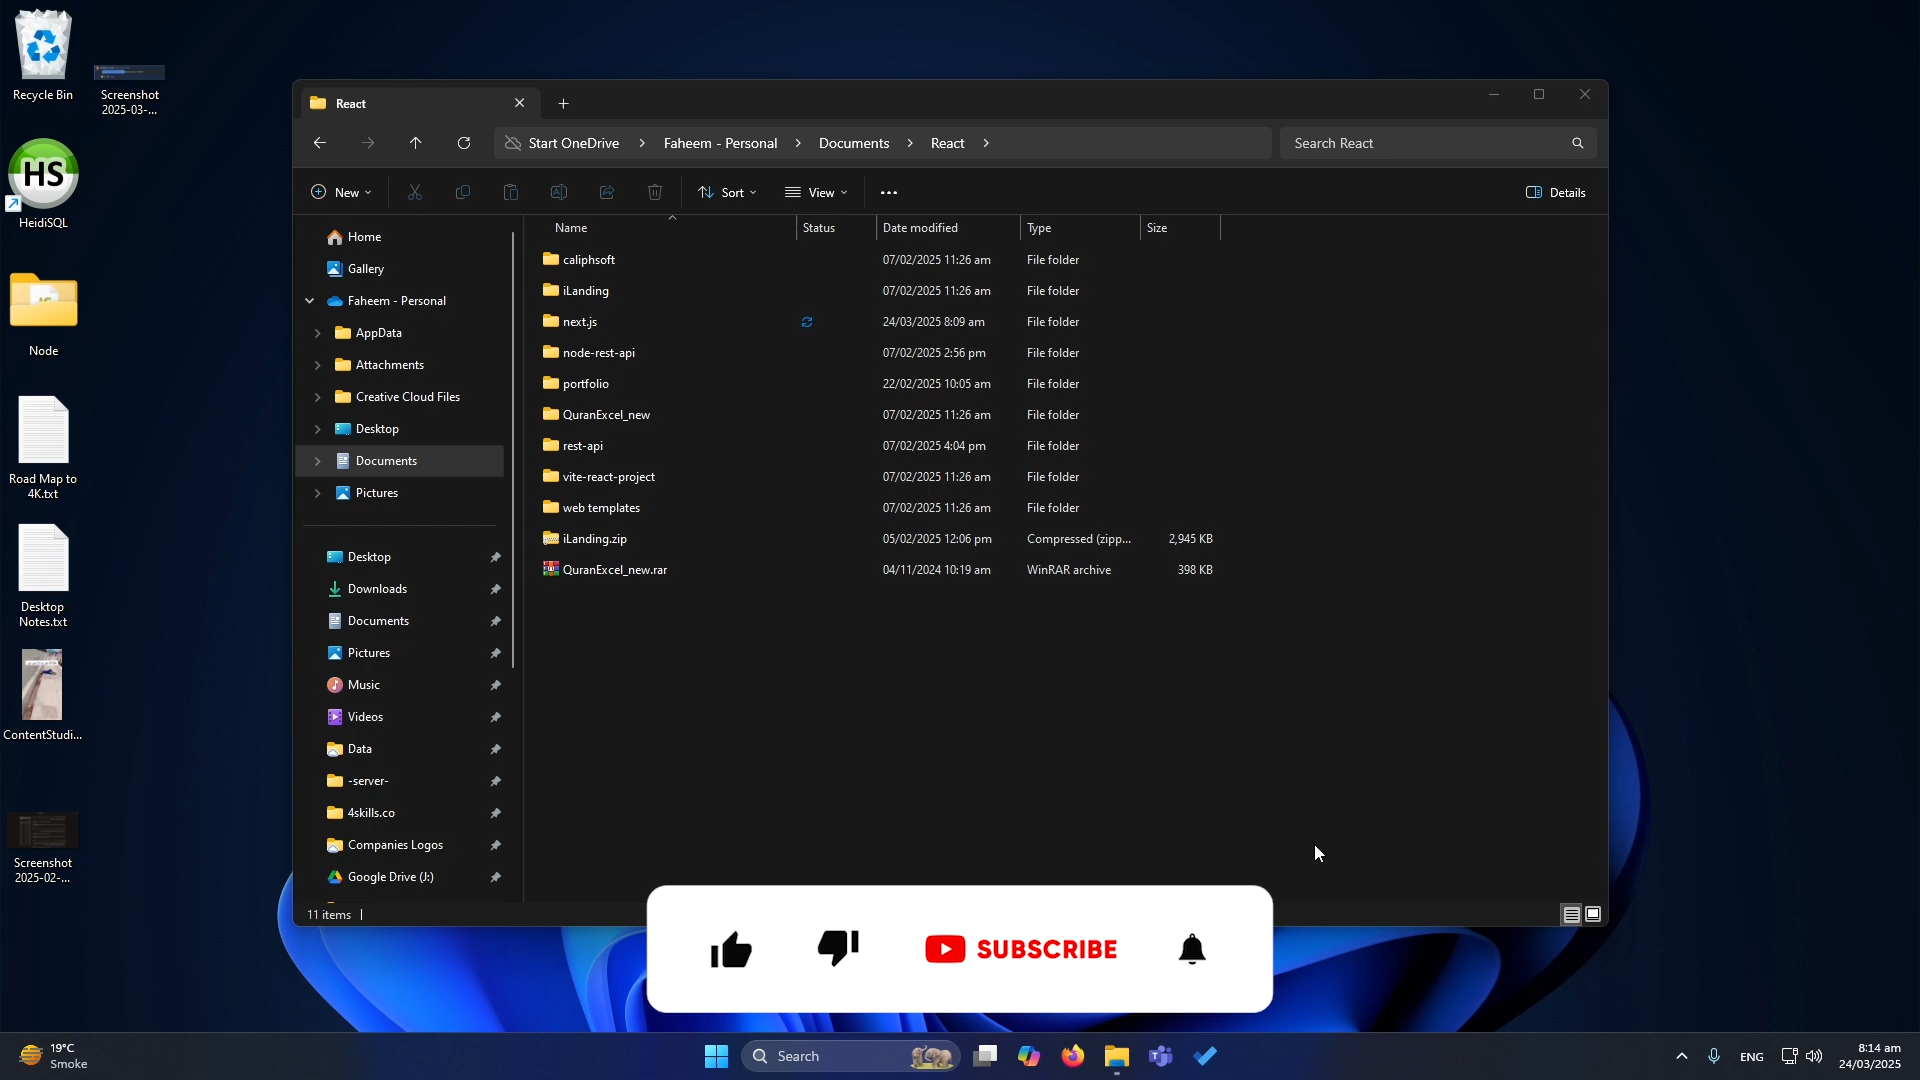 Recycle Bin
Screenshot
2025-03-...
HS
HeidiSQL
Node
Road Map to
4K.txt
Desktop
Notes.txt
ContentStudi...
Screenshot
2025-02-...
React
Start OneDrive
Faheem - Personal
Documents
React
Search React
New
Sort
View
Details
Name
Status
Date modified
Type
Size
Home
Gallery
Faheem - Personal
AppData
Attachments
Creative Cloud Files
Desktop
Documents
Pictures
Desktop
Downloads
Documents
Pictures
Music
Videos
Data
-server-
4skills.co
Companies Logos
Google Drive (J:)
caliphsoft 07/02/2025 11:26 am File folder
iLanding 07/02/2025 11:26 am File folder
next.js 24/03/2025 8:09 am File folder
node-rest-api 07/02/2025 2:56 pm File folder
portfolio 22/02/2025 10:05 am File folder
QuranExcel_new 07/02/2025 11:26 am File folder
rest-api 07/02/2025 4:04 pm File folder
vite-react-project 07/02/2025 11:26 am File folder
web templates 07/02/2025 11:26 am File folder
iLanding.zip 05/02/2025 12:06 pm Compressed (zipp... 2,945 KB
QuranExcel_new.rar 04/11/2024 10:19 am WinRAR archive 398 KB
11 items
SUBSCRIBE
19°C
Smoke
Search
ENG
8:14 am
24/03/2025